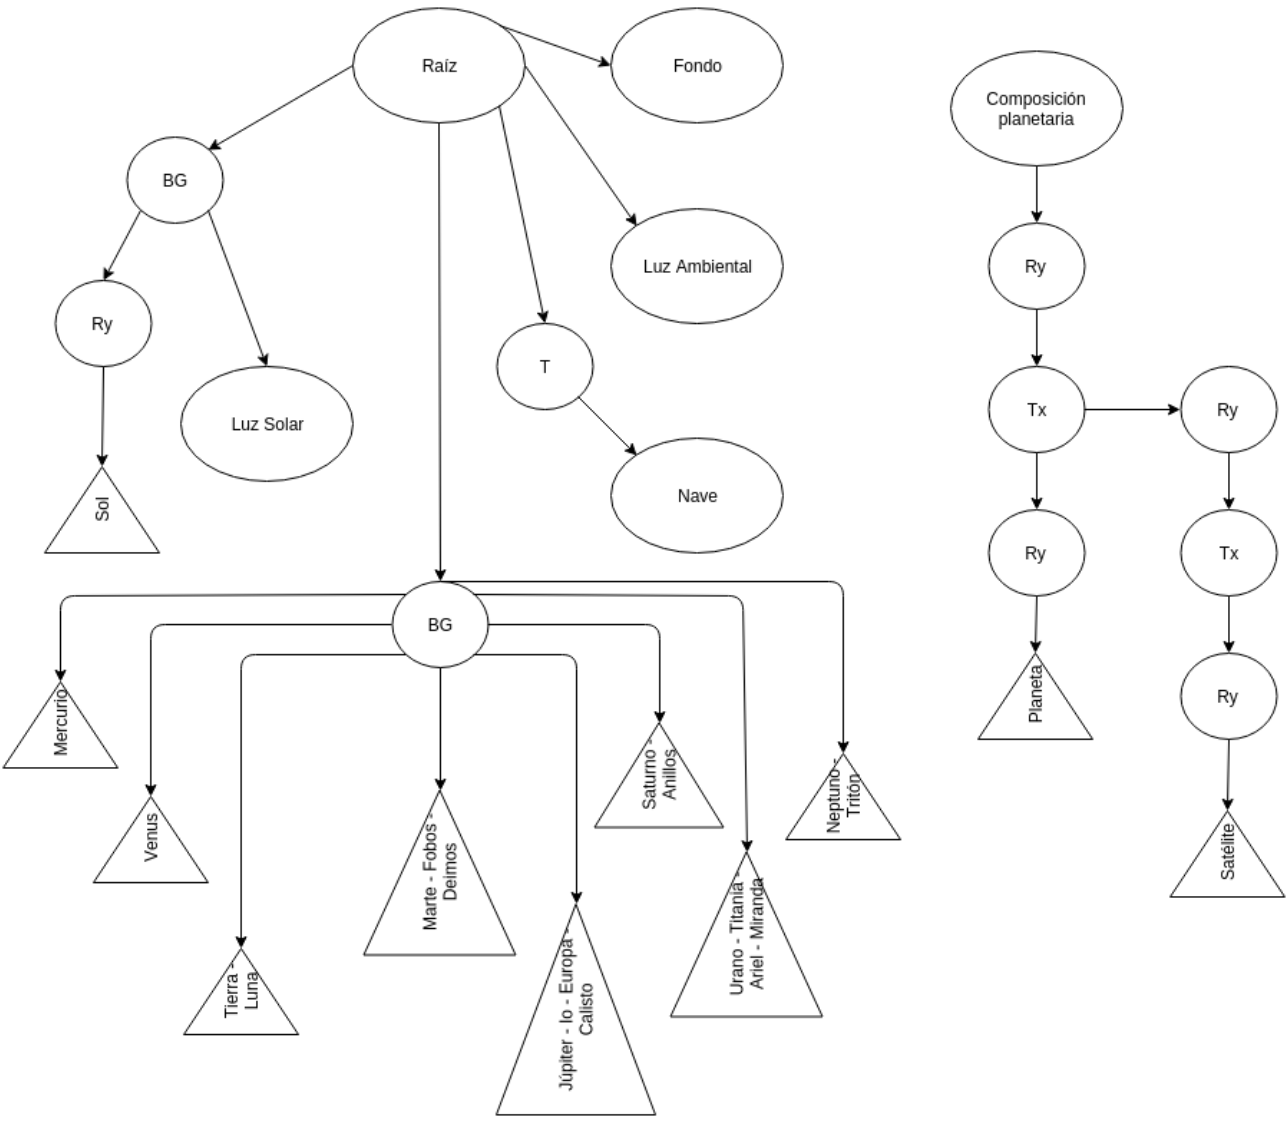 Raíz
Fondo
Composición
planetaria
BG
Ry
Luz Ambiental
Ry
T
Tx
Ry
Luz Solar
Nave
Sol
Ry
Tx
BG
Planeta
Ry
Mercurio
Venus
Tierra -
Luna
Marte - Fobos -
Deimos
Júpiter - Io - Europa -
Calisto
Saturno -
Anillos
Urano - Titania -
Ariel - Miranda
Neptuno -
Tritón
Satélite